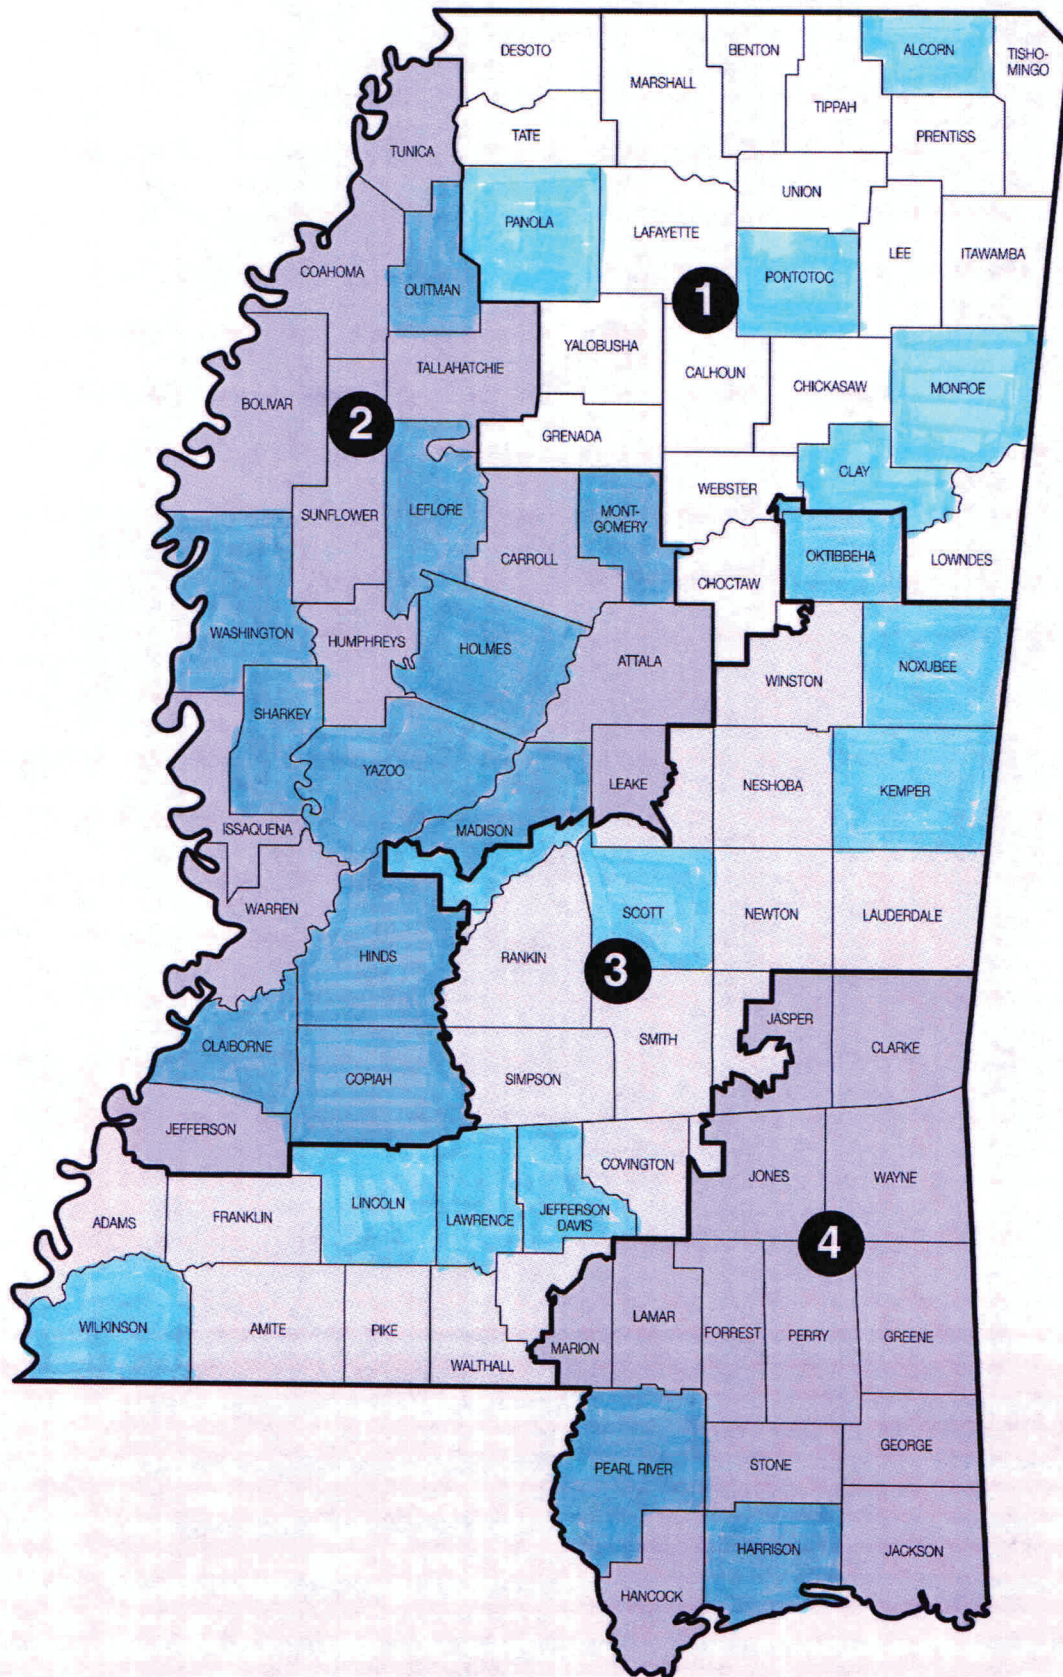 DESOTO
BENTON
ALCORN
TISHO-
MINGO
MARSHALL
TIPPAH
TATE
PRENTISS
TUNICA
UNION
PANOLA
LAFAYETTE
LEE
ITAWAMBA
COAHOMA
PONTOTOC
QUITMAN
1
YALOBUSHA
TALLAHATCHIE
CALHOUN
CHICKASAW
MONROE
BOLIVAR
2
GRENADA
CLAY
WEBSTER
SUNFLOWER
LEFLORE
MONT-
GOMERY
OKTIBBEHA
LOWNDES
CARROLL
CHOCTAW
WASHINGTON
HUMPHREYS
HOLMES
ATTALA
WINSTON
NOXUBEE
SHARKEY
YAZOO
LEAKE
NESHOBA
KEMPER
ISSAQUENA
MADISON
WARREN
SCOTT
NEWTON
LAUDERDALE
HINDS
RANKIN
3
JASPER
SMITH
CLAIBORNE
CLARKE
COPIAH
SIMPSON
JEFFERSON
COVINGTON
JONES
WAYNE
ADAMS
FRANKLIN
LINCOLN
LAWRENCE
JEFFERSON
DAVIS
4
WILKINSON
AMITE
PIKE
WALTHALL
MARION
LAMAR
FORREST
PERRY
GREENE
GEORGE
PEARL RIVER
STONE
HARRISON
JACKSON
HANCOCK